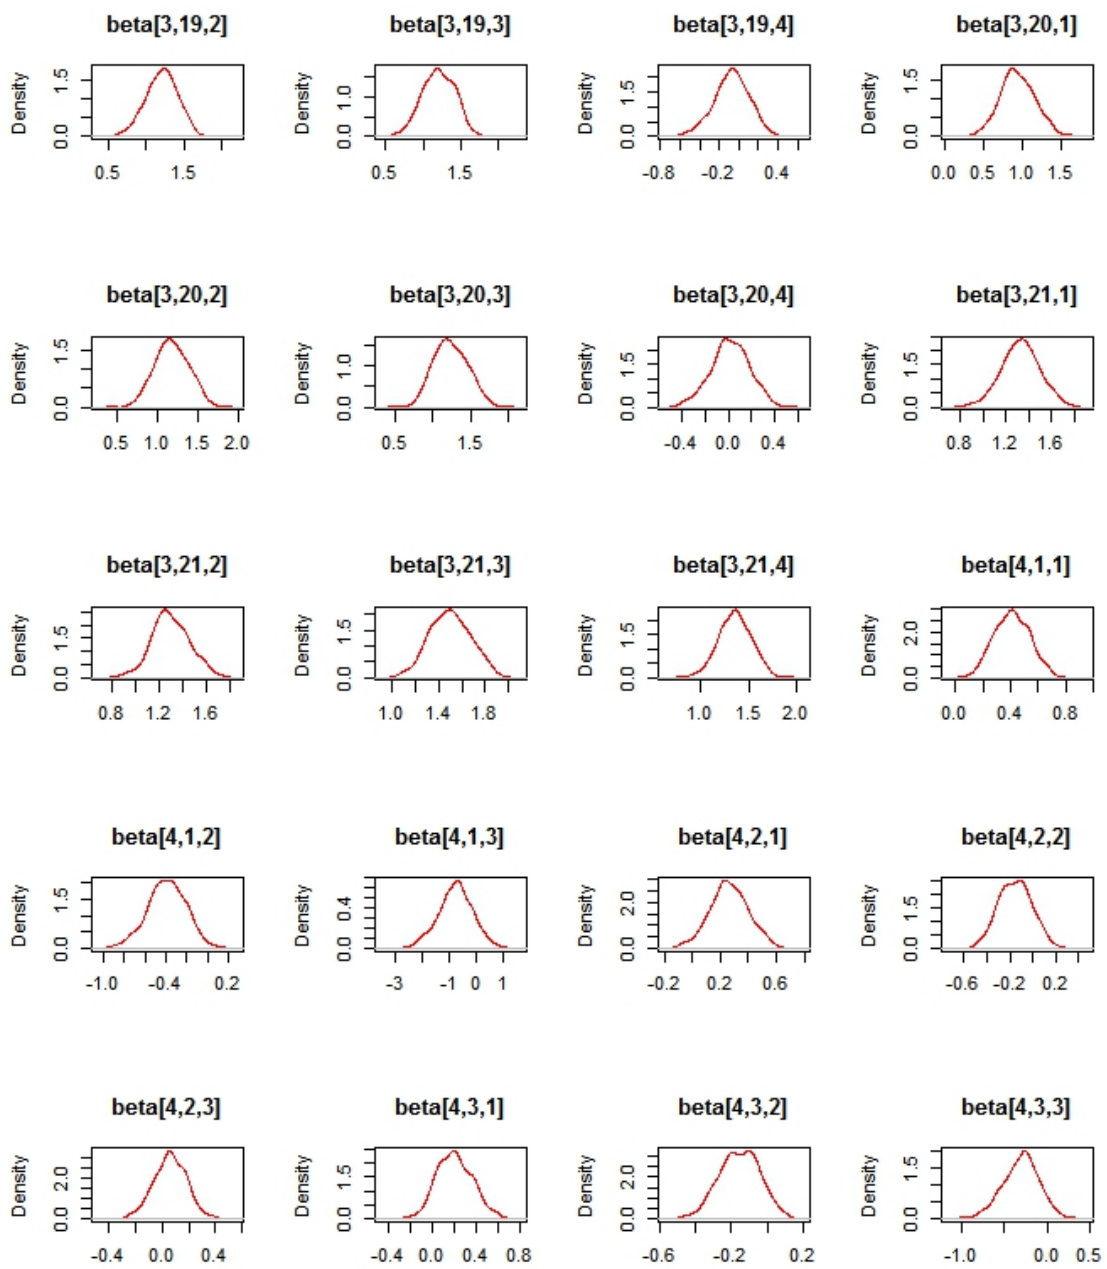 beta[3,19,2] beta[3,19,3] beta[3,19,4] beta[3,20,1]
Density 0.0 1.5 Density 0.0 1.0 Density 0.0 1.5 Density 0.0 1.5
0.5 1.5 0.5 1.5 -0.8 -0.2 0.4 0.0 0.5 1.0 1.5
beta[3,20,2] beta[3,20,3] beta[3,20,4] beta[3,21,1]
Density 0.0 1.5 Density 0.0 1.0 Density 0.0 1.5 Density 0.0 1.5
0.5 1.0 1.5 2.0 0.5 1.5 -0.4 0.0 0.4 0.8 1.2 1.6
beta[3,21,2] beta[3,21,3] beta[3,21,4] beta[4,1,1]
Density 0.0 1.5 Density 0.0 1.5 Density 0.0 1.5 Density 0.0 2.0
0.8 1.2 1.6 1.0 1.4 1.8 1.0 1.5 2.0 0.0 0.4 0.8
beta[4,1,2] beta[4,1,3] beta[4,2,1] beta[4,2,2]
Density 0.0 1.5 Density 0.0 0.4 Density 0.0 2.0 Density 0.0 1.5
-1.0 -0.4 0.2 -3 -1 0 1 -0.2 0.2 0.6 -0.6 -0.2 0.2
beta[4,2,3] beta[4,3,1] beta[4,3,2] beta[4,3,3]
Density 0.0 2.0 Density 0.0 1.5 Density 0.0 2.0 Density 0.0 1.5
-0.4 0.0 0.4 -0.4 0.0 0.4 0.8 -0.6 -0.2 0.2 -1.0 0.0 0.5